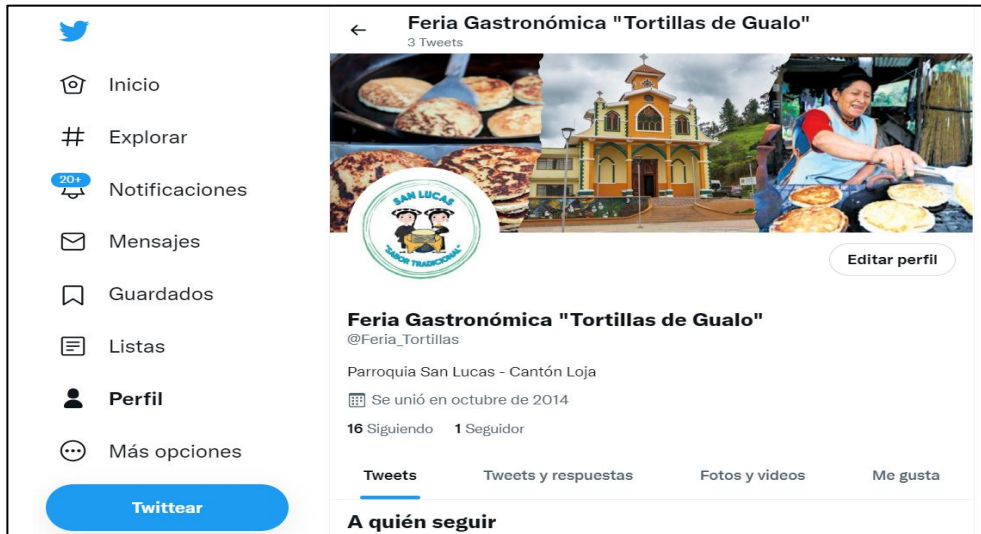 Feria Gastronómica "Tortillas de Gualo"
3 Tweets
Inicio
Explorar
20+
Notificaciones
Mensajes
Guardados
Listas
Perfil
Más opciones
Twittear
SAN LUCAS
"SABOR TRADICIONAL"
Editar perfil
Feria Gastronómica "Tortillas de Gualo"
@Feria_Tortillas
Parroquia San Lucas - Cantón Loja
Se unió en octubre de 2014
16 Siguiendo 1 Seguidor
Tweets Tweets y respuestas Fotos y videos Me gusta
A quién seguir